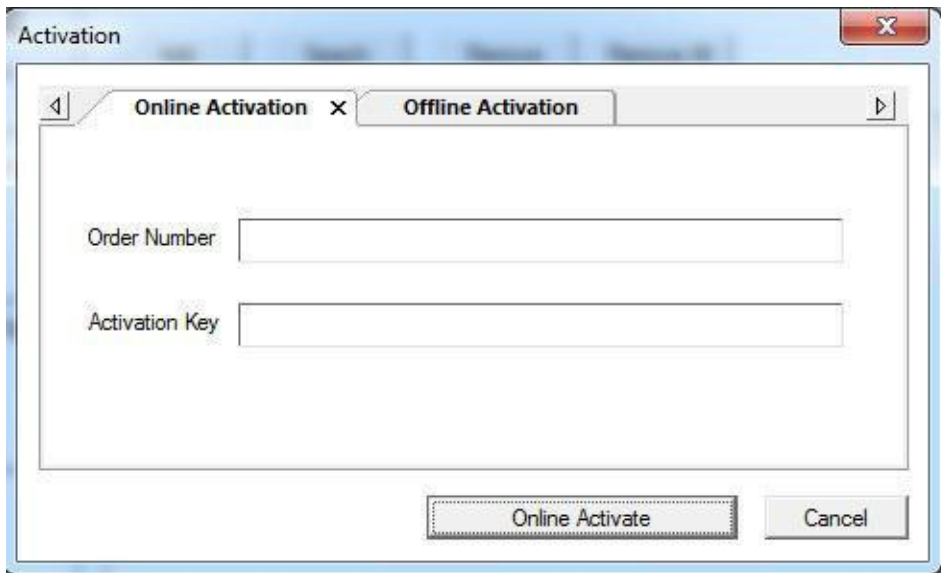 Activation
Online Activation
Offline Activation
Order Number
Activation Key
Online Activate
Cancel